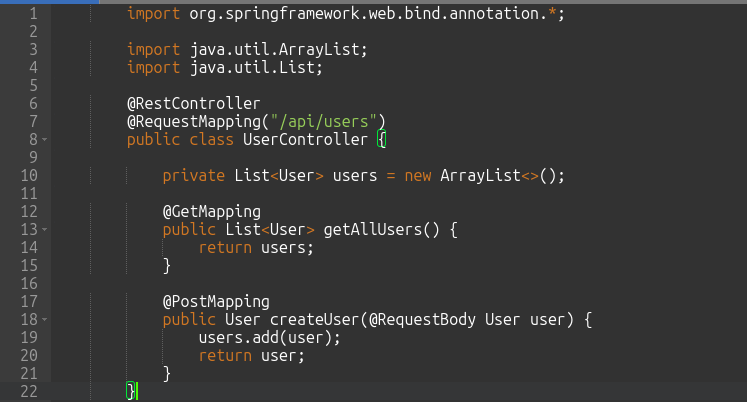 1 import org.springframework.web.bind.annotation.*;
2
3 import java.util.ArrayList;
4 import java.util.List;
5
6 @RestController
7 @RequestMapping("/api/users")
8 public class UserController {
9
10 private List<User> users = new ArrayList<>();
11
12 @GetMapping
13 public List<User> getAllUsers() {
14 return users;
15 }
16
17 @PostMapping
18 public User createUser(@RequestBody User user) {
19 users.add(user);
20 return user;
21 }
22 }